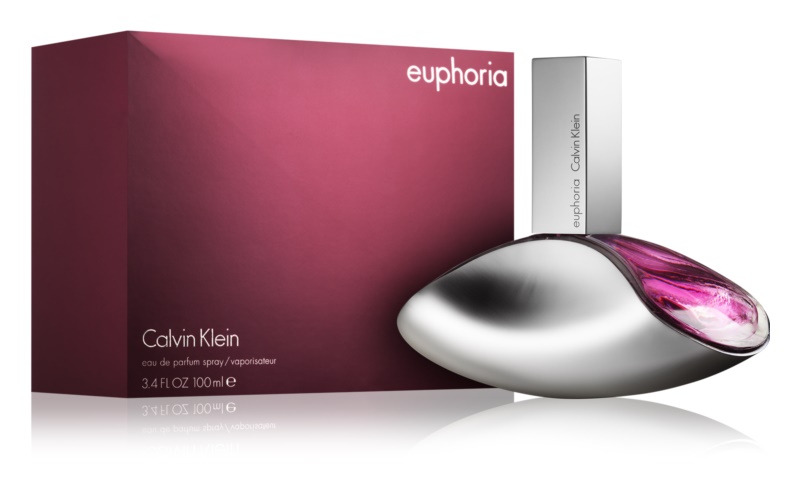 euphoria
Calvin Klein
eau de parfum spray/vaporisateur
3.4 FL OZ 100 ml ℮
euphoria Calvin Klein